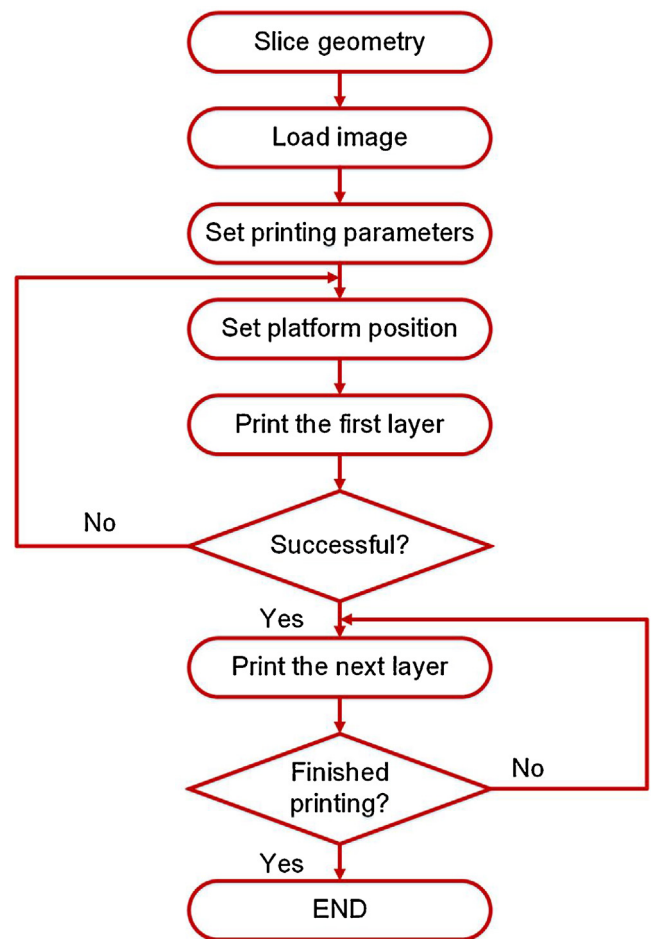 Slice geometry
Load image
Set printing parameters
Set platform position
Print the first layer
No
Successful?
Yes
Print the next layer
Finished
printing?
No
Yes
END